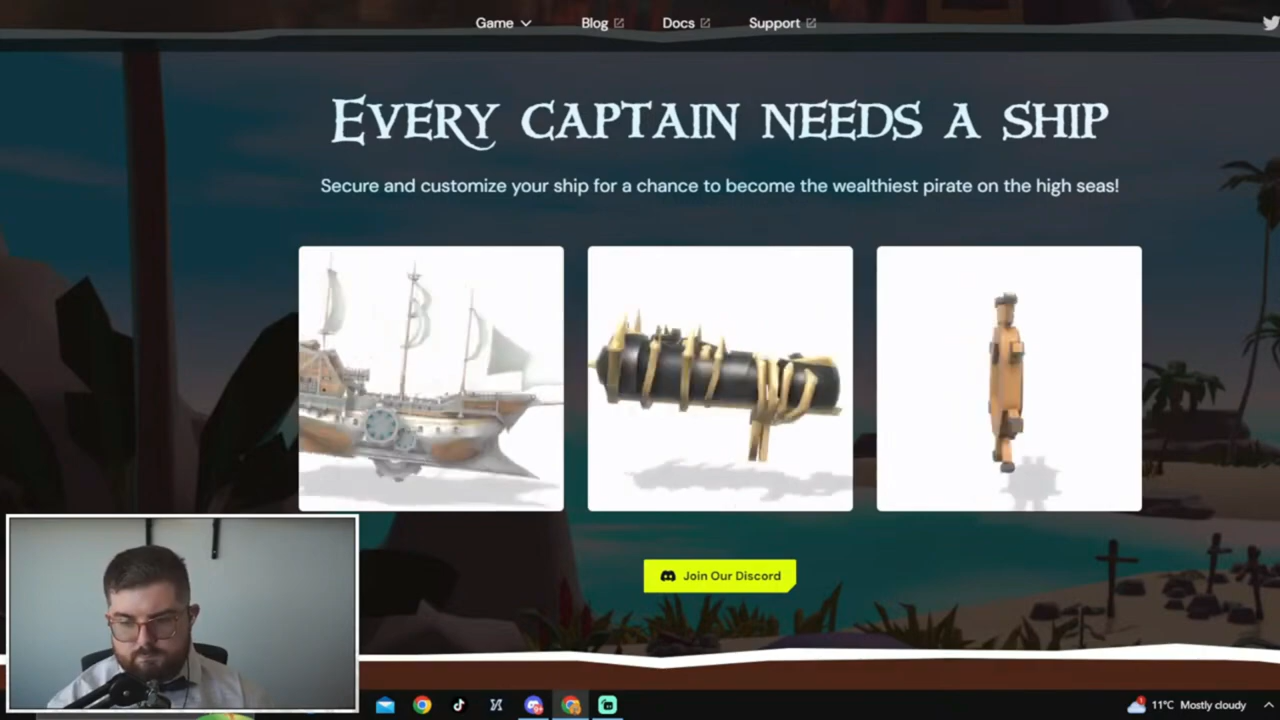 Game
Blog
Docs
Support
EVERY CAPTAIN NEEDS A SHIP
Secure and customize your ship for a chance to become the wealthiest pirate on the high seas!
Join Our Discord
11°C Mostly cloudy